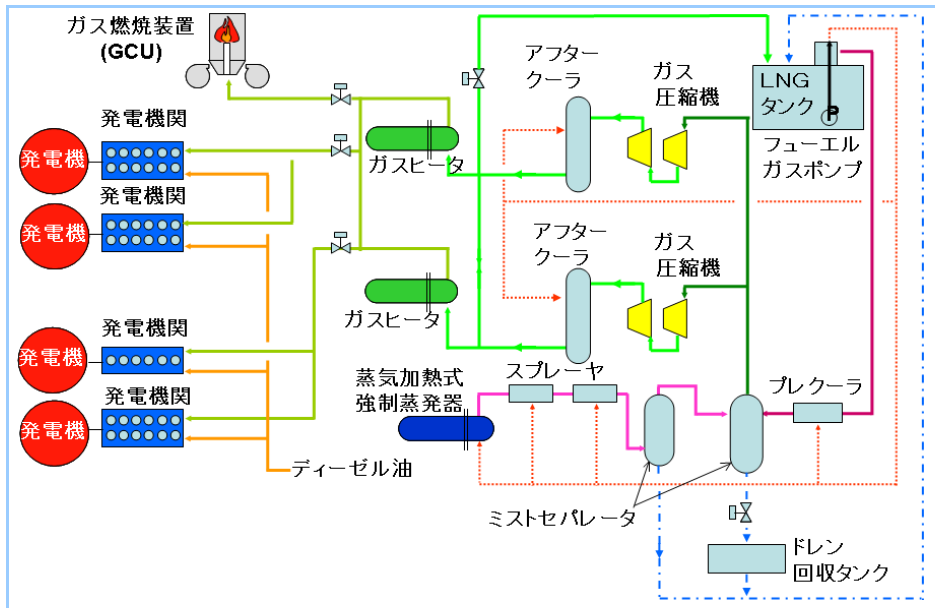 ガス燃焼装置
(GCU)
アフター
クーラ
ガス
圧縮機
LNG
タンク
P
フューエル
ガスポンプ
発電機関
発電機
ガスヒータ
発電機関
発電機
アフター
クーラ
ガス
圧縮機
ガスヒータ
発電機関
発電機
蒸気加熱式
強制蒸発器
スプレーヤ
プレクーラ
発電機関
発電機
ディーゼル油
ミストセパレータ
ドレン
回収タンク